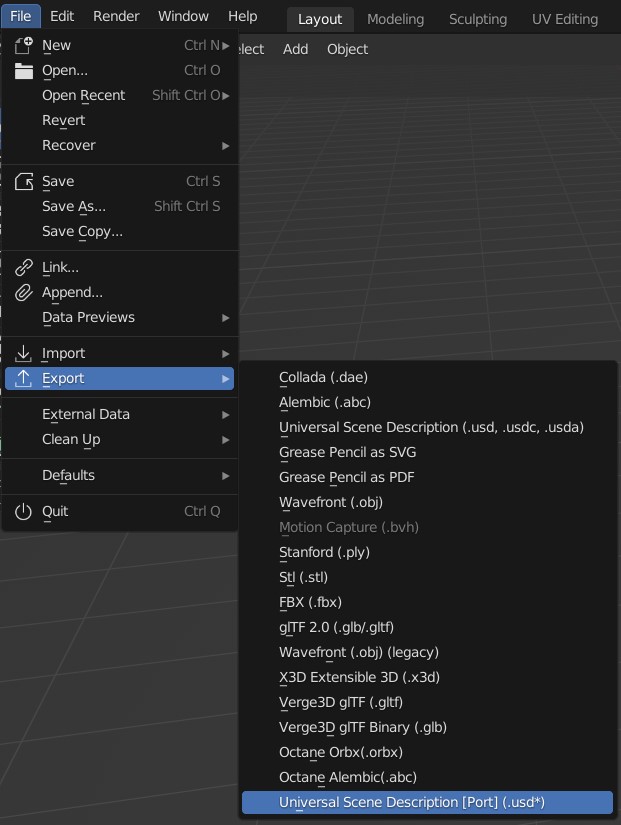 File Edit Render Window Help Layout Modeling Sculpting UV Editing
elect Add Object
New Ctrl N
Open... Ctrl O
Open Recent Shift Ctrl O
Revert
Recover
Save Ctrl S
Save As... Shift Ctrl S
Save Copy...
Link...
Append...
Data Previews
Import
Export
External Data
Clean Up
Defaults
Quit Ctrl Q
Collada (.dae)
Alembic (.abc)
Universal Scene Description (.usd, .usdc, .usda)
Grease Pencil as SVG
Grease Pencil as PDF
Wavefront (.obj)
Motion Capture (.bvh)
Stanford (.ply)
Stl (.stl)
FBX (.fbx)
glTF 2.0 (.glb/.gltf)
Wavefront (.obj) (legacy)
X3D Extensible 3D (.x3d)
Verge3D glTF (.gltf)
Verge3D glTF Binary (.glb)
Octane Orbx(.orbx)
Octane Alembic(.abc)
Universal Scene Description [Port] (.usd*)